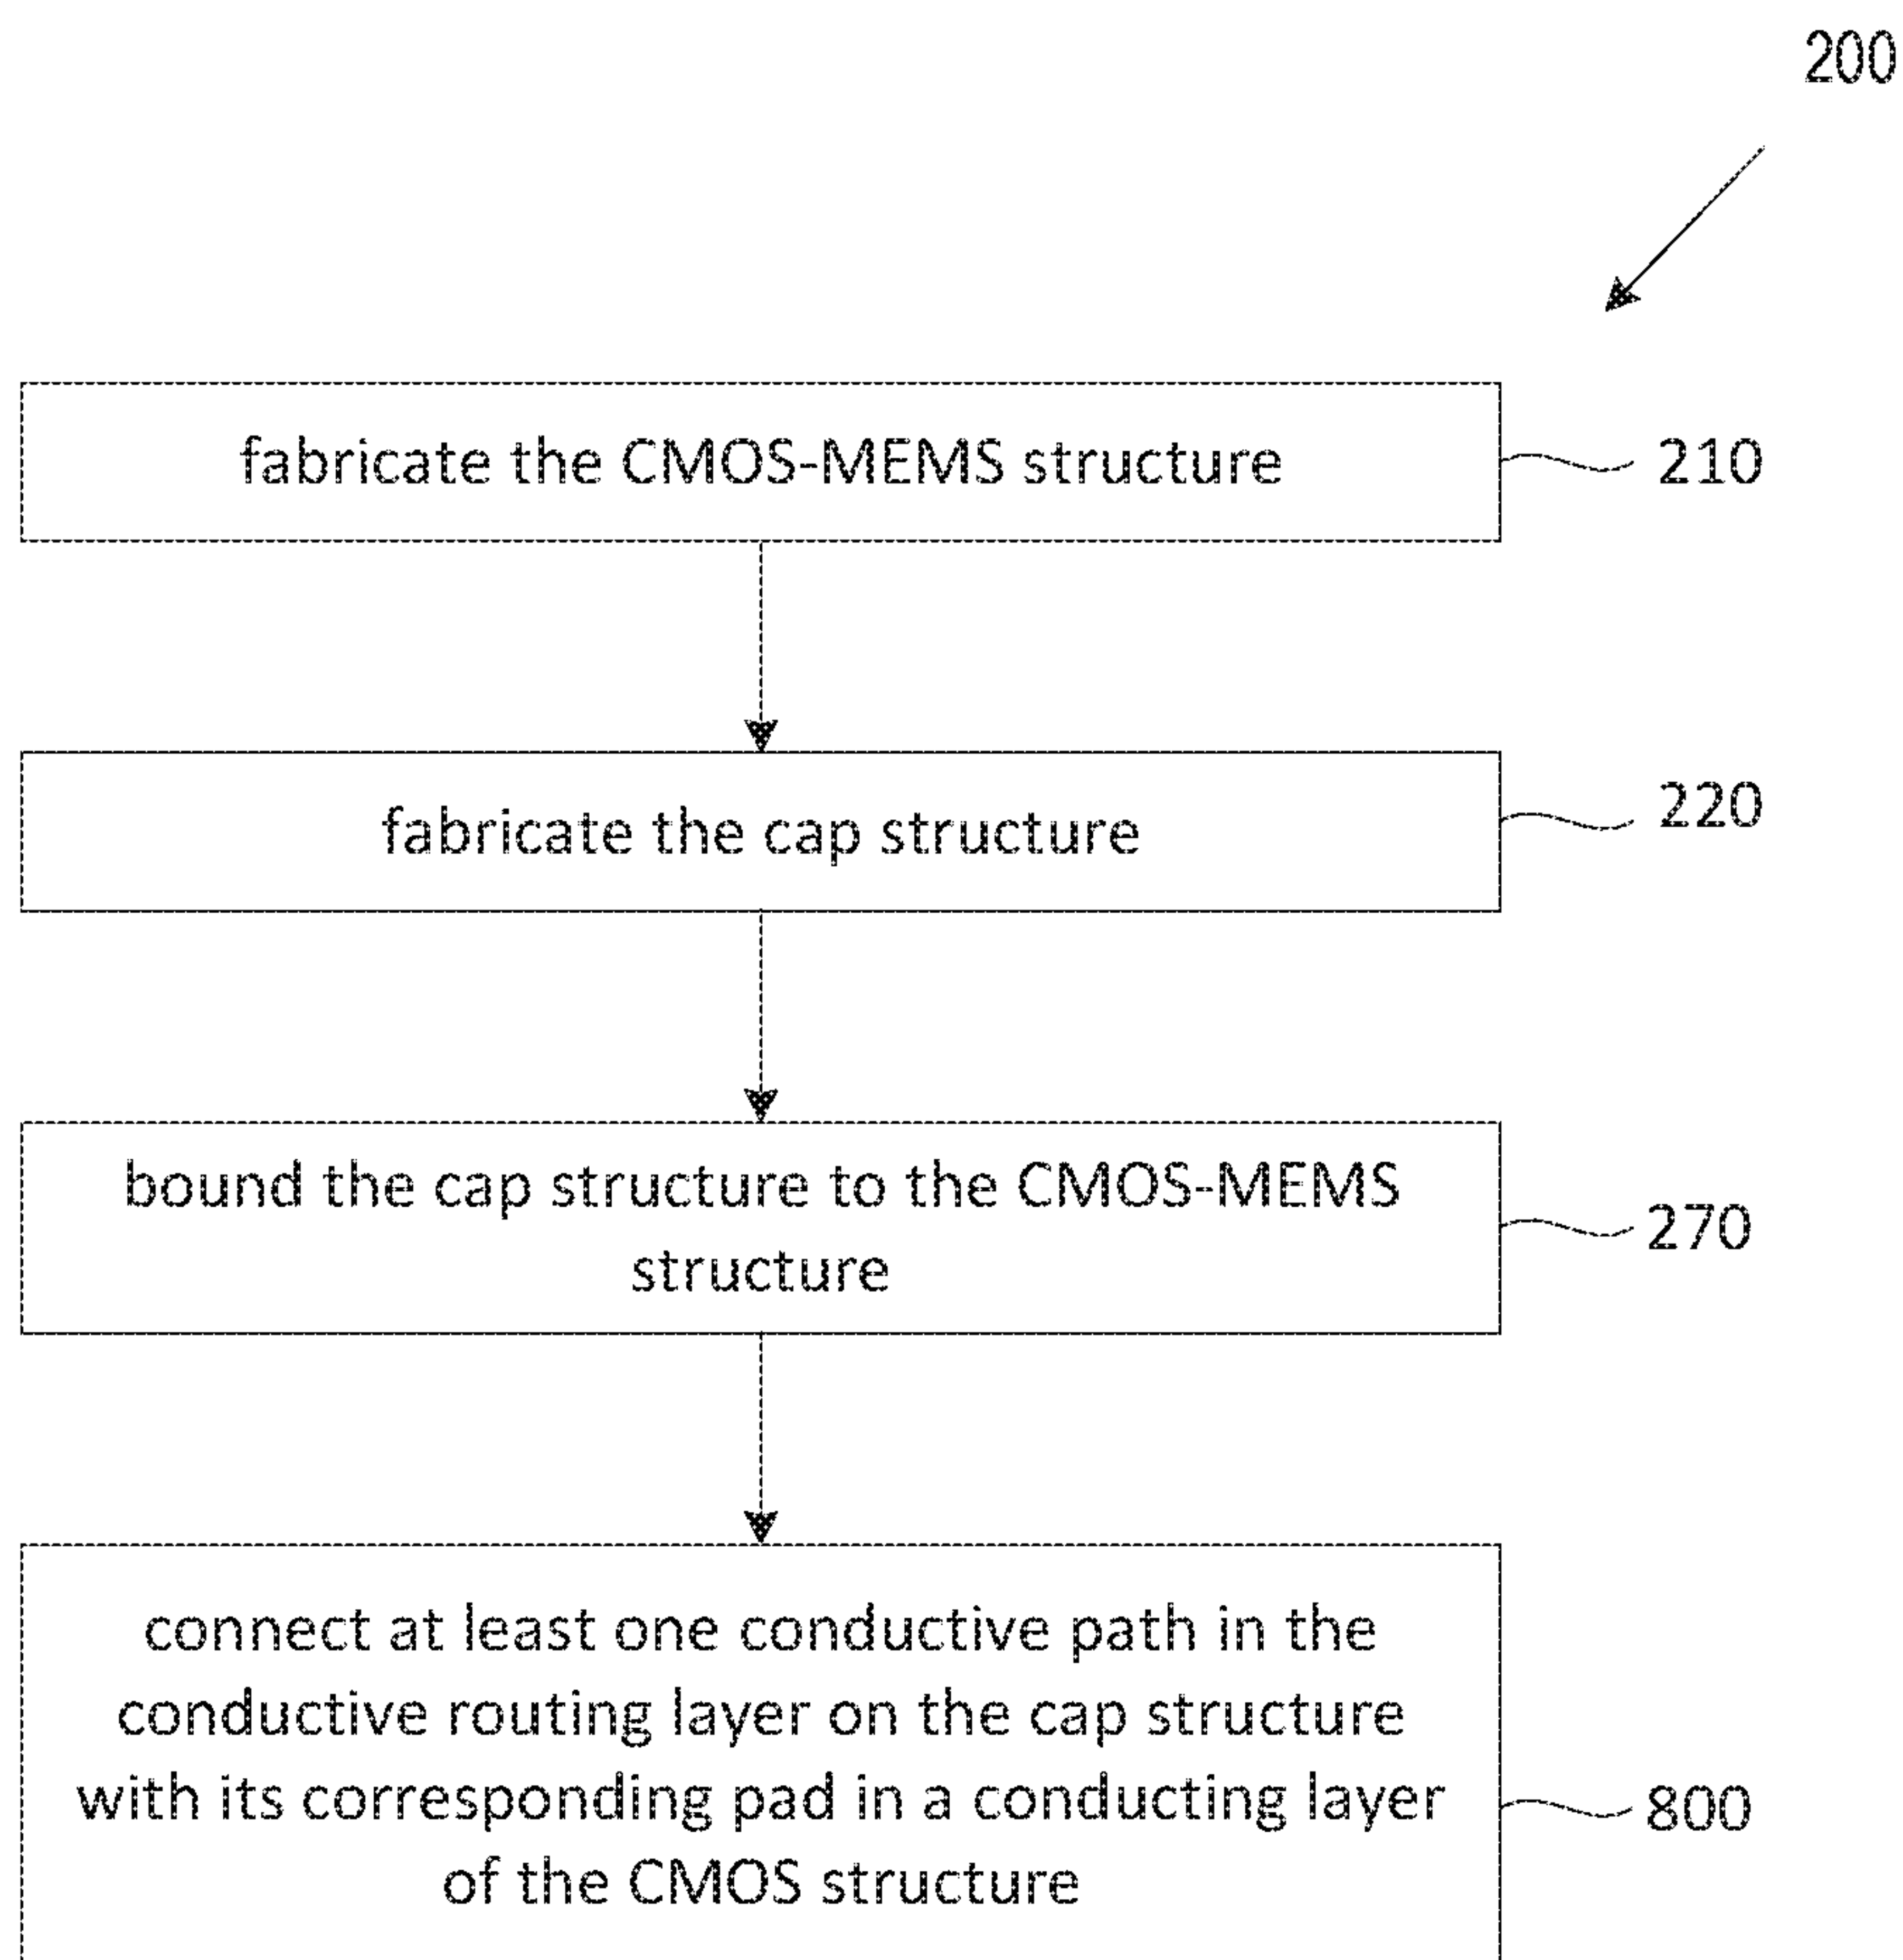 200
fabricate the CMOS-MEMS structure
210
fabricate the cap structure
220
bound the cap structure to the CMOS-MEMS
structure
270
connect at least one conductive path in the
conductive routing layer on the cap structure
with its corresponding pad in a conducting layer
of the CMOS structure
800